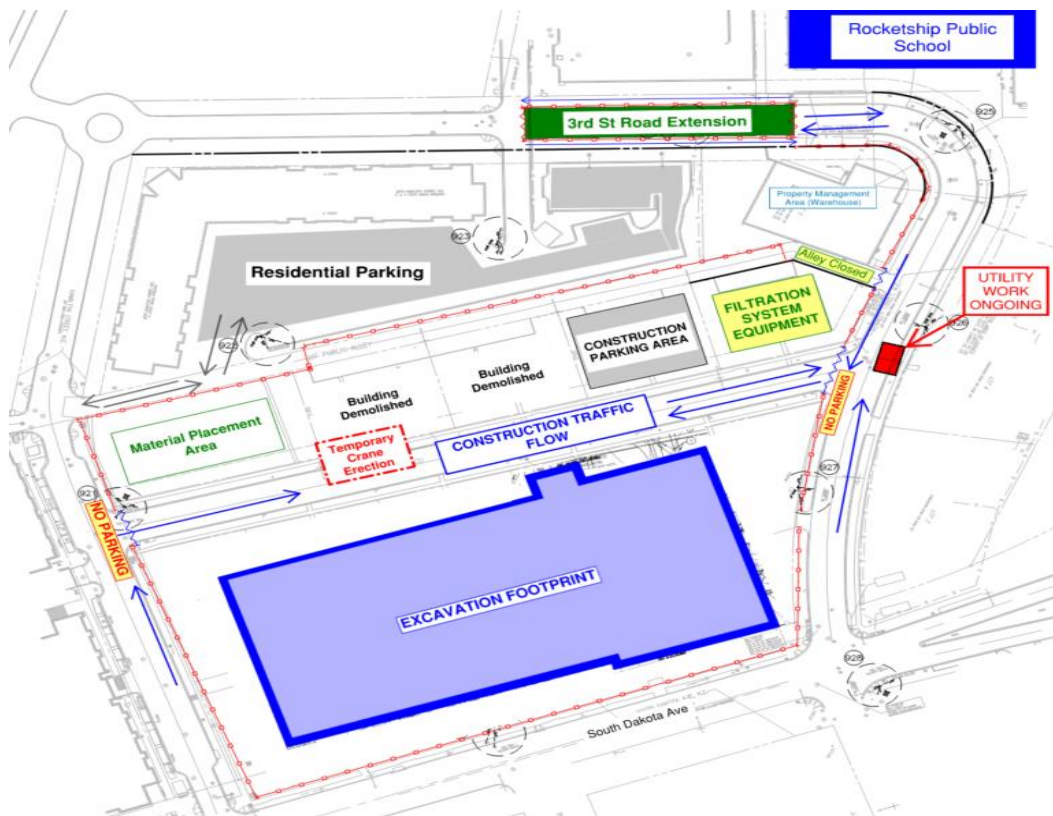 Rocketship Public
School
3rd St Road Extension
925
Property Management
Area (Warehouse)
923
Residential Parking
Alley Closed
UTILITY
WORK
ONGOING
FILTRATION
SYSTEM
EQUIPMENT
CONSTRUCTION
PARKING AREA
926
PUBLIC ALLEY
Building
Demolished
Building
Demolished
NO PARKING
Material Placement
Area
Temporary
Crane
Erection
CONSTRUCTION TRAFFIC
FLOW
927
921
NO PARKING
EXCAVATION FOOTPRINT
928
South Dakota Ave